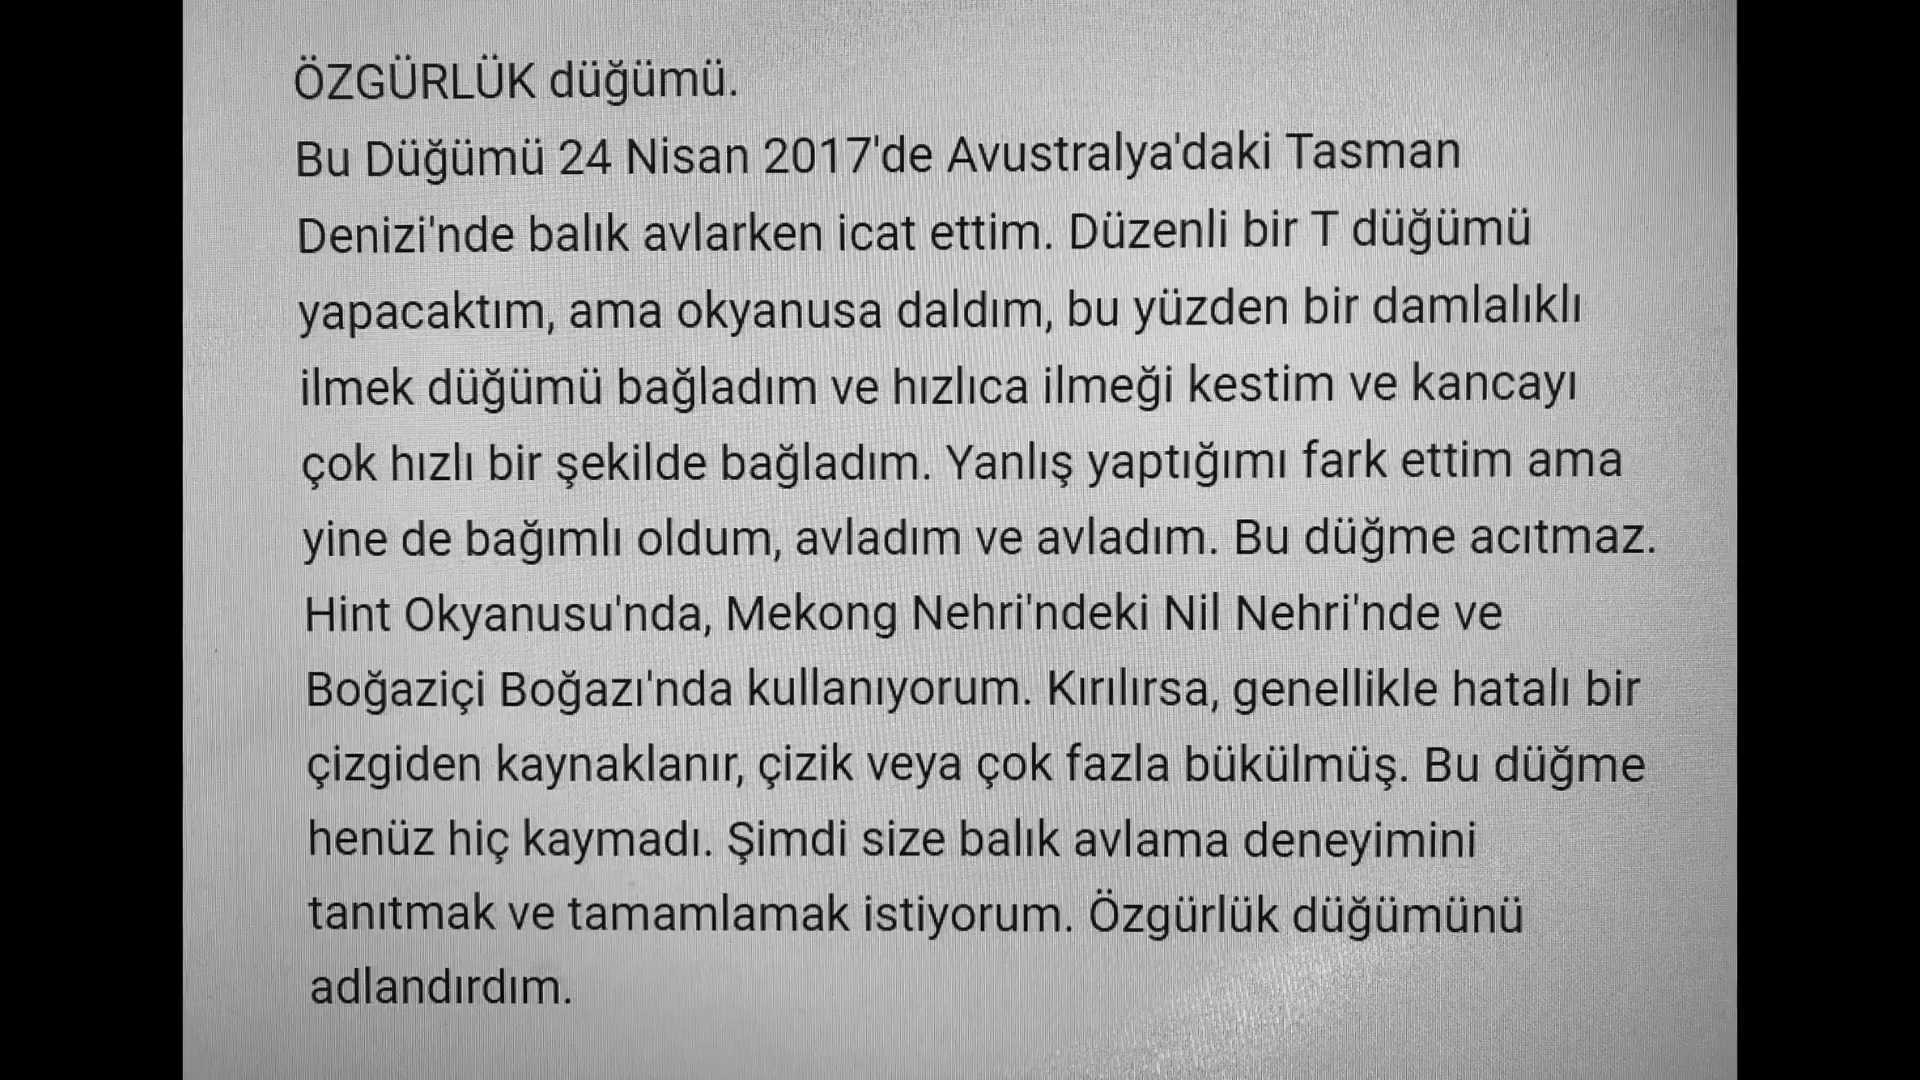 ÖZGÜRLÜK düğümü.
Bu Düğümü 24 Nisan 2017'de Avustralya'daki Tasman
Denizi'nde balık avlarken icat ettim. Düzenli bir T düğümü
yapacaktım, ama okyanusa daldım, bu yüzden bir damlalıklı
ilmek düğümü bağladım ve hızlıca ilmeği kestim ve kancayı
çok hızlı bir şekilde bağladım. Yanlış yaptığımı fark ettim ama
yine de bağımlı oldum, avladım ve avladım. Bu düğme acıtmaz.
Hint Okyanusu'nda, Mekong Nehri'ndeki Nil Nehri'nde ve
Boğaziçi Boğazı'nda kullanıyorum. Kırılırsa, genellikle hatalı bir
çizgiden kaynaklanır, çizik veya çok fazla bükülmüş. Bu düğme
henüz hiç kaymadı. Şimdi size balık avlama deneyimini
tanıtmak ve tamamlamak istiyorum. Özgürlük düğümünü
adlandırdım.